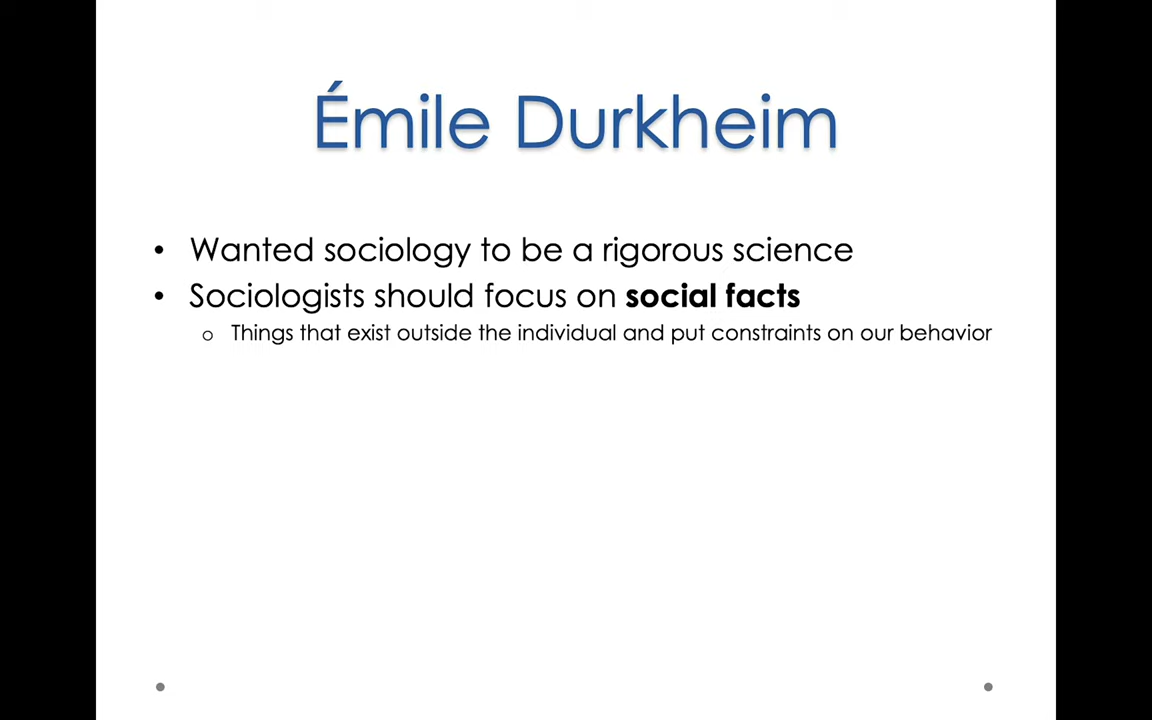 Émile Durkheim
• Wanted sociology to be a rigorous science
• Sociologists should focus on social facts
o Things that exist outside the individual and put constraints on our behavior